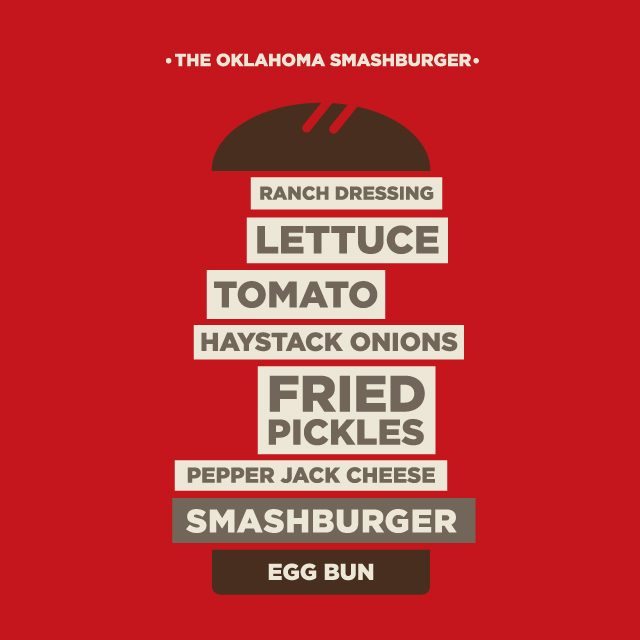 •THE OKLAHOMA SMASHBURGER•
RANCH DRESSING
LETTUCE
TOMATO
HAYSTACK ONIONS
FRIED
PICKLES
PEPPER JACK CHEESE
SMASHBURGER
EGG BUN